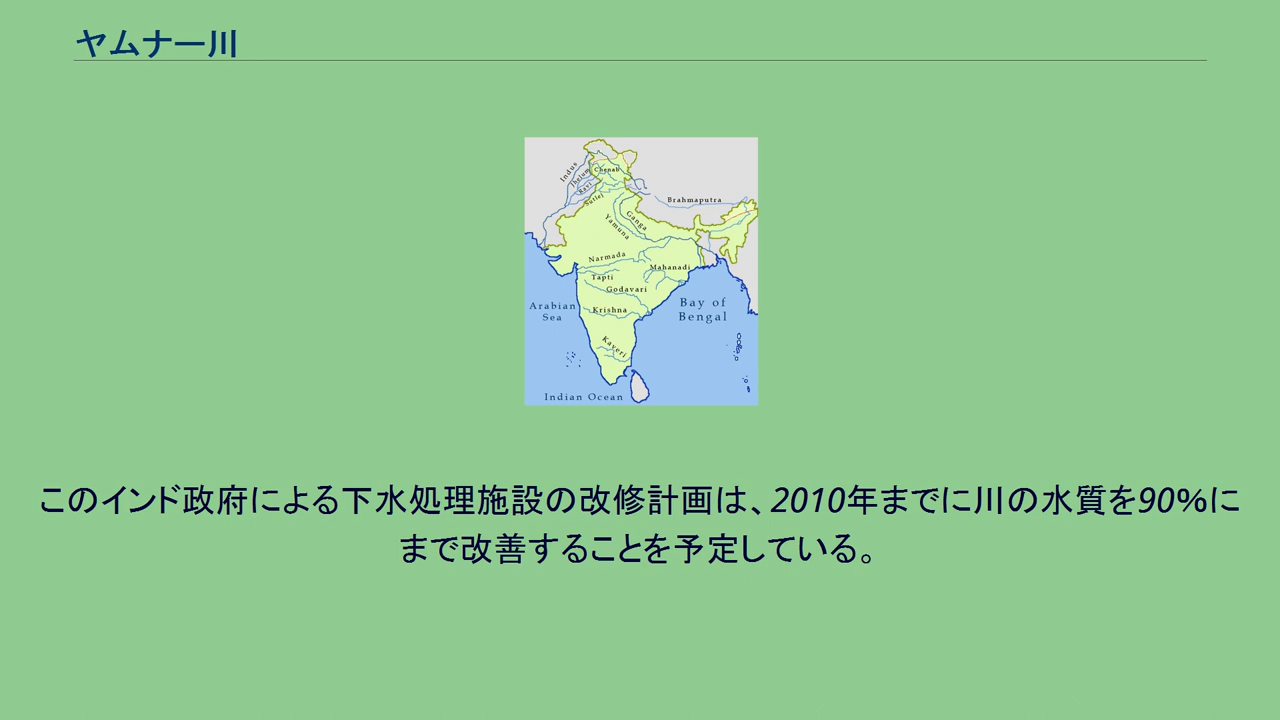 ヤムナー川
Indus
Jhelum
Chenab
Ravi
Sutlej
Brahmaputra
Ganga
Yamuna
Narmada
Mahanadi
Tapti
Godavari
Arabian
Sea
Krishna
Bay of
Bengal
Kaveri
Indian Ocean
このインド政府による下水処理施設の改修計画は、2010年までに川の水質を90%に
まで改善することを予定している。